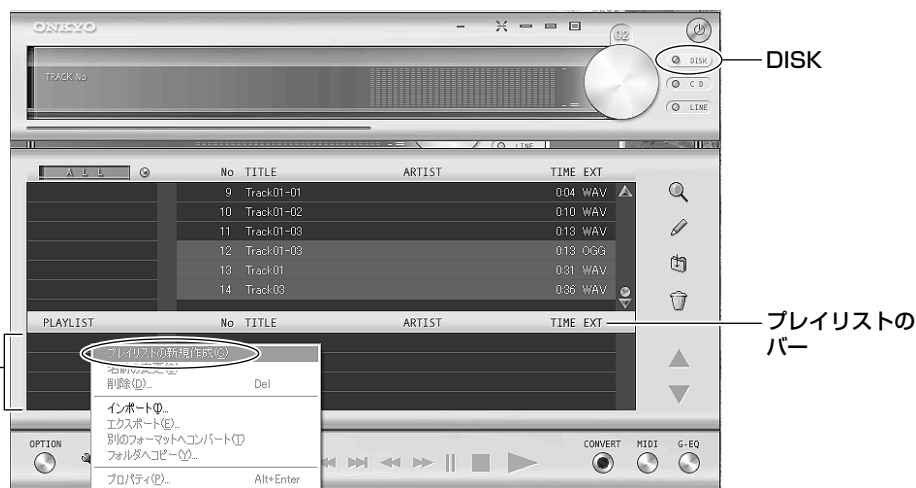 ONKYO
02
DISK
DISK
TRACK No
CD
LINE
LINE
ALL No TITLE ARTIST TIME EXT
9 Track01-01 0:04 WAV
10 Track01-02 0:10 WAV
11 Track01-03 0:13 WAV
12 Track01-03 0:13 OGG
13 Track01 0:31 WAV
14 Track03 0:36 WAV
PLAYLIST No TITLE ARTIST TIME EXT
プレイリストの
バー
プレイリストの新規作成(C)
削除(D)... Del
インポート(I)...
エクスポート(E)...
別のフォーマットへコンバート(T)
フォルダへコピー(Y)...
プロパティ(P)... Alt+Enter
OPTION
CONVERT MIDI G-EQ